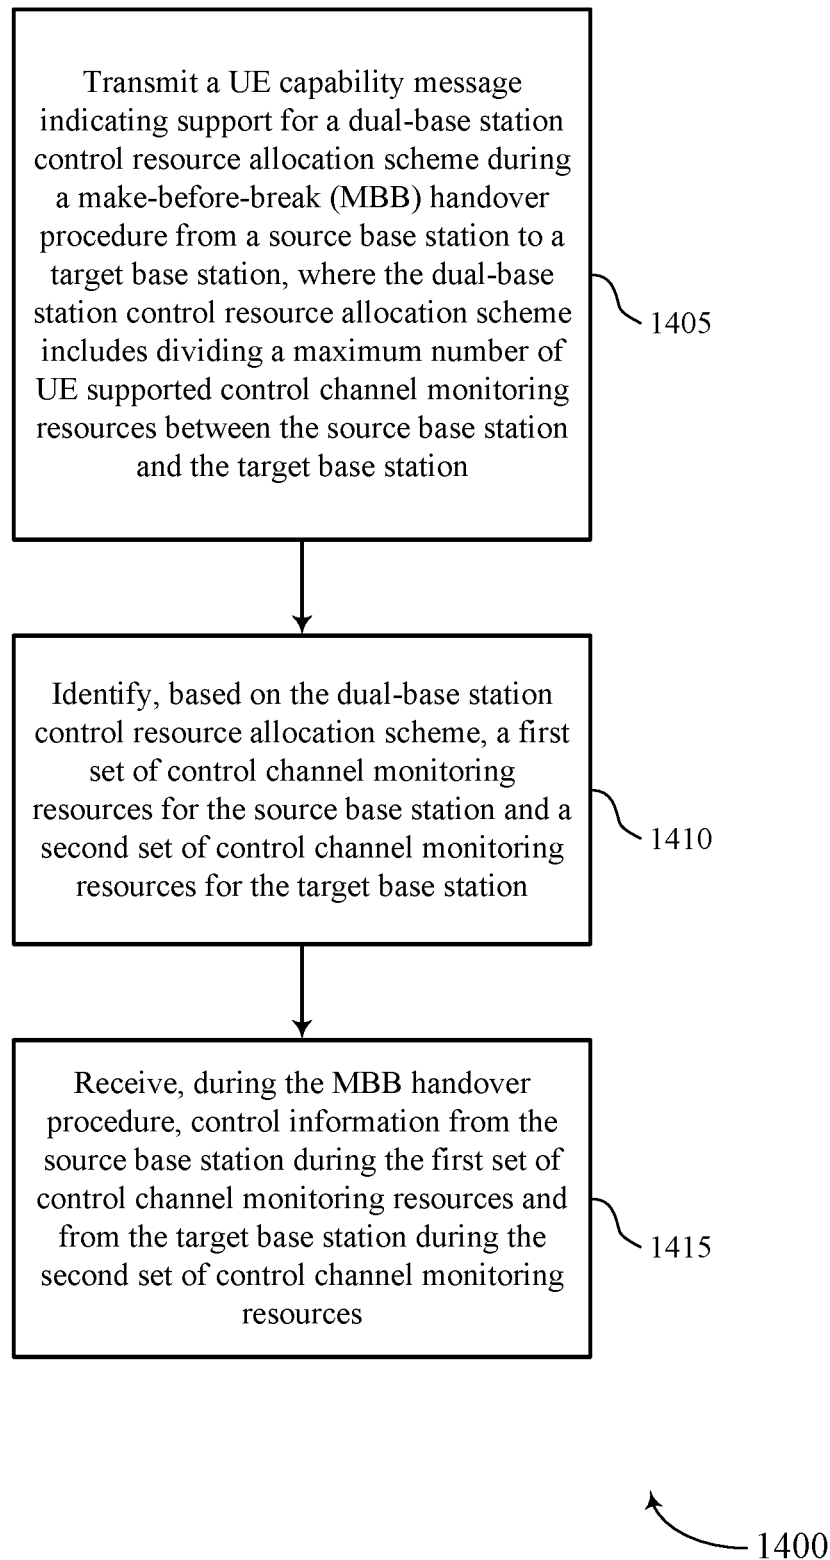 Transmit a UE capability message
indicating support for a dual-base station
control resource allocation scheme during
a make-before-break (MBB) handover
procedure from a source base station to a
target base station, where the dual-base
station control resource allocation scheme
includes dividing a maximum number of
UE supported control channel monitoring
resources between the source base station
and the target base station
1405
Identify, based on the dual-base station
control resource allocation scheme, a first
set of control channel monitoring
resources for the source base station and a
second set of control channel monitoring
resources for the target base station
1410
Receive, during the MBB handover
procedure, control information from the
source base station during the first set of
control channel monitoring resources and
from the target base station during the
second set of control channel monitoring
resources
1415
1400